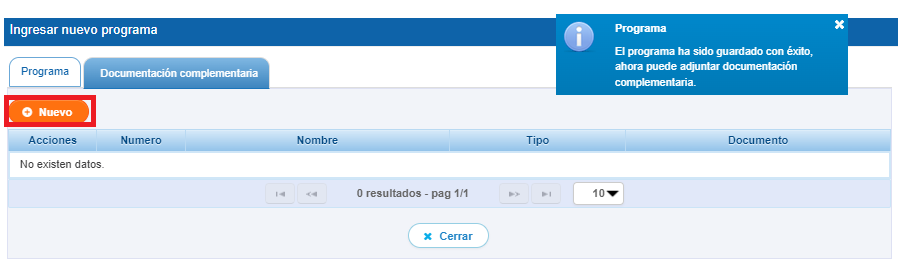 Ingresar nuevo programa
Programa
El programa ha sido guardado con éxito,
ahora puede adjuntar documentación
complementaria.
Programa
Documentación complementaria
Nuevo
Acciones Numero Nombre Tipo Documento
No existen datos.
0 resultados - pag 1/1 10
Cerrar